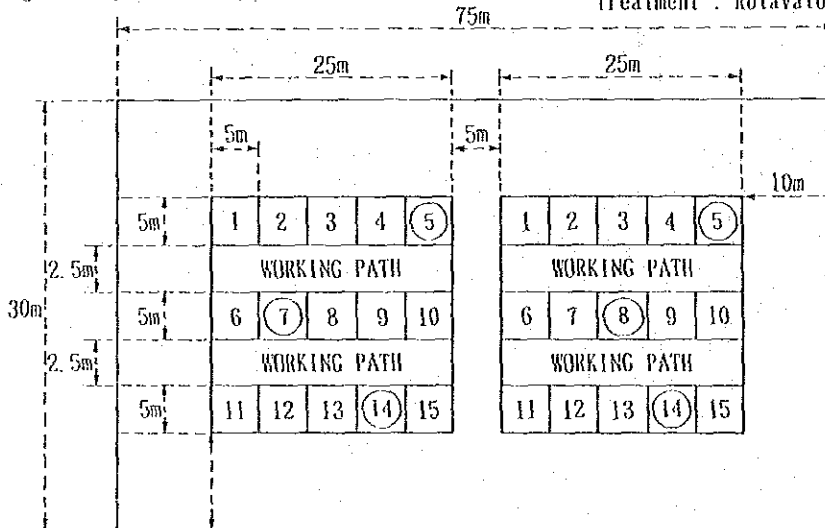 Treatment : Rotavato
75m
25m 25m
5m 5m
10m
5m 1 2 3 4 5 1 2 3 4 5
2.5m WORKING PATH WORKING PATH
30m 5m 6 7 8 9 10 6 7 8 9 10
2.5m WORKING PATH WORKING PATH
5m 11 12 13 14 15 11 12 13 14 15